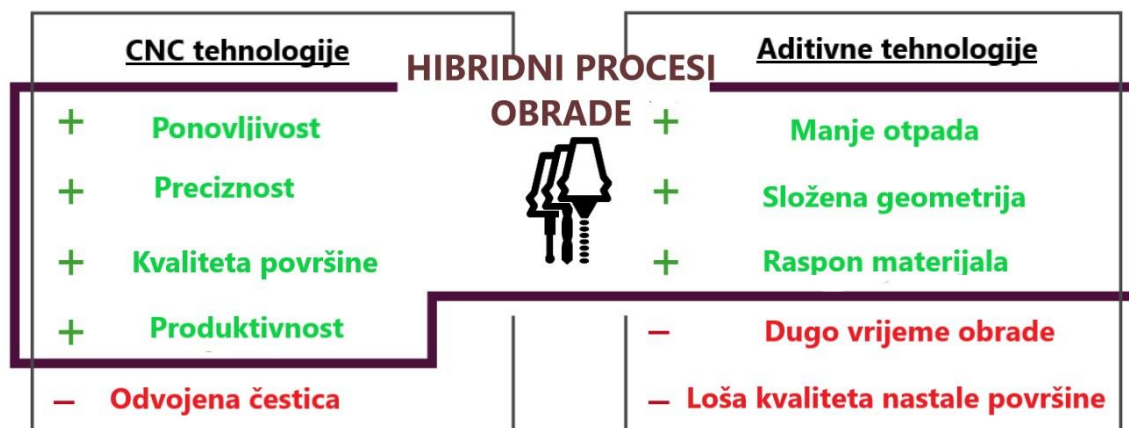 CNC tehnologije
HIBRIDNI PROCESI
OBRADE
Aditivne tehnologije
+ Ponovljivost
+ Preciznost
+ Kvaliteta površine
+ Produktivnost
– Odvojena čestica
+ Manje otpada
+ Složena geometrija
+ Raspon materijala
– Dugo vrijeme obrade
– Loša kvaliteta nastale površine